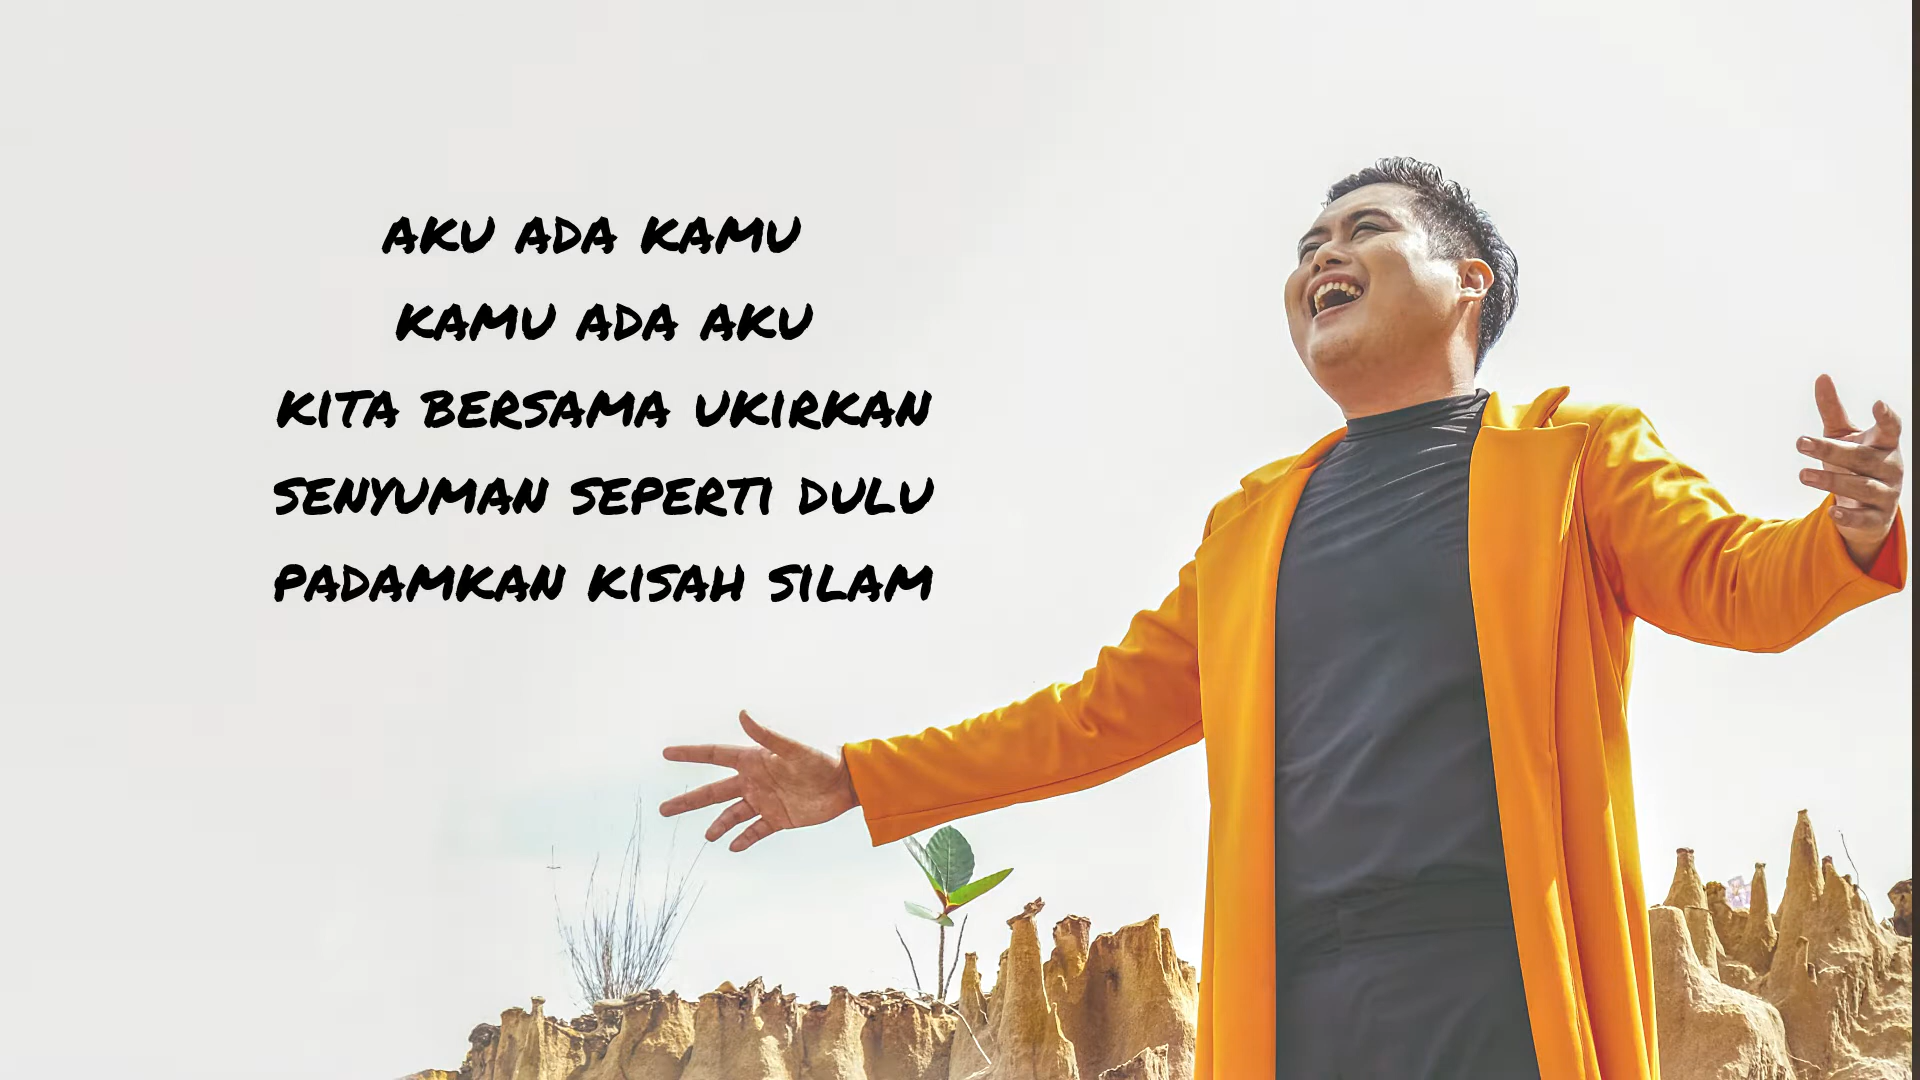 AKU ADA KAMU
KAMU ADA AKU
KITA BERSAMA UKIRKAN
SENYUMAN SEPERTI DULU
PADAMKAN KISAH SILAM